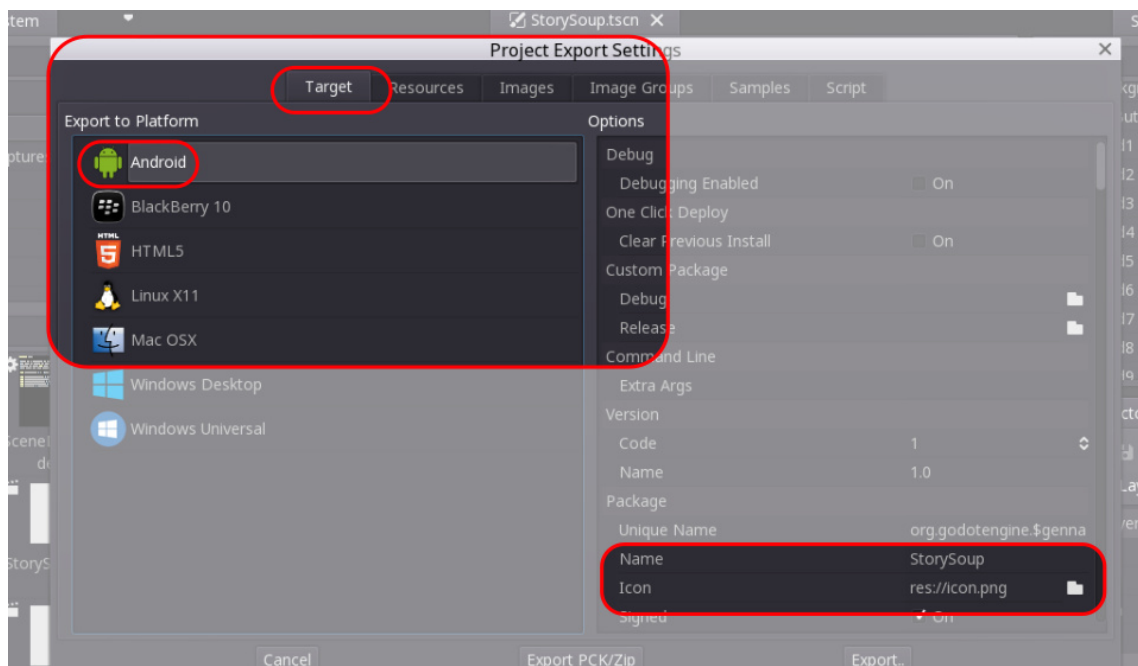 StorySoup.tscn
Project Export Settings
Target Resources Images Image Groups Samples Script
Export to Platform
Options
Android
BlackBerry 10
HTML5
Linux X11
Mac OSX
Windows Desktop
Windows Universal
Debug
Debugging Enabled On
One Click Deploy
Clear Previous Install On
Custom Package
Debug
Release
Command Line
Extra Args
Version
Code 1
Name 1.0
Package
Unique Name org.godotengine.$genna
Name StorySoup
Icon res://icon.png
Signed On
Cancel Export PCK/Zip Export..